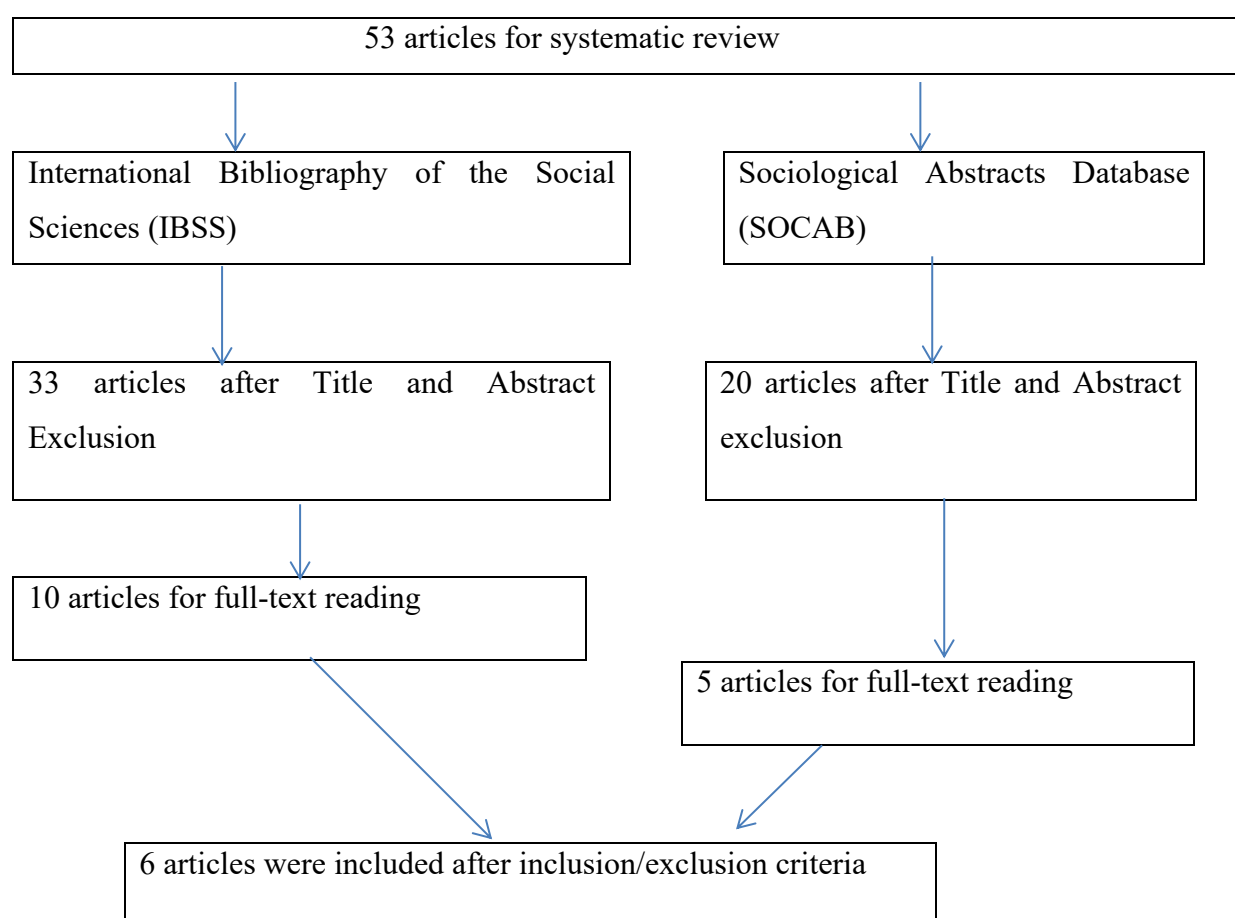 53 articles for systematic review
International Bibliography of the Social
Sciences (IBSS)
Sociological Abstracts Database
(SOCAB)
33 articles after Title and Abstract
Exclusion
20 articles after Title and Abstract
exclusion
10 articles for full-text reading
5 articles for full-text reading
6 articles were included after inclusion/exclusion criteria